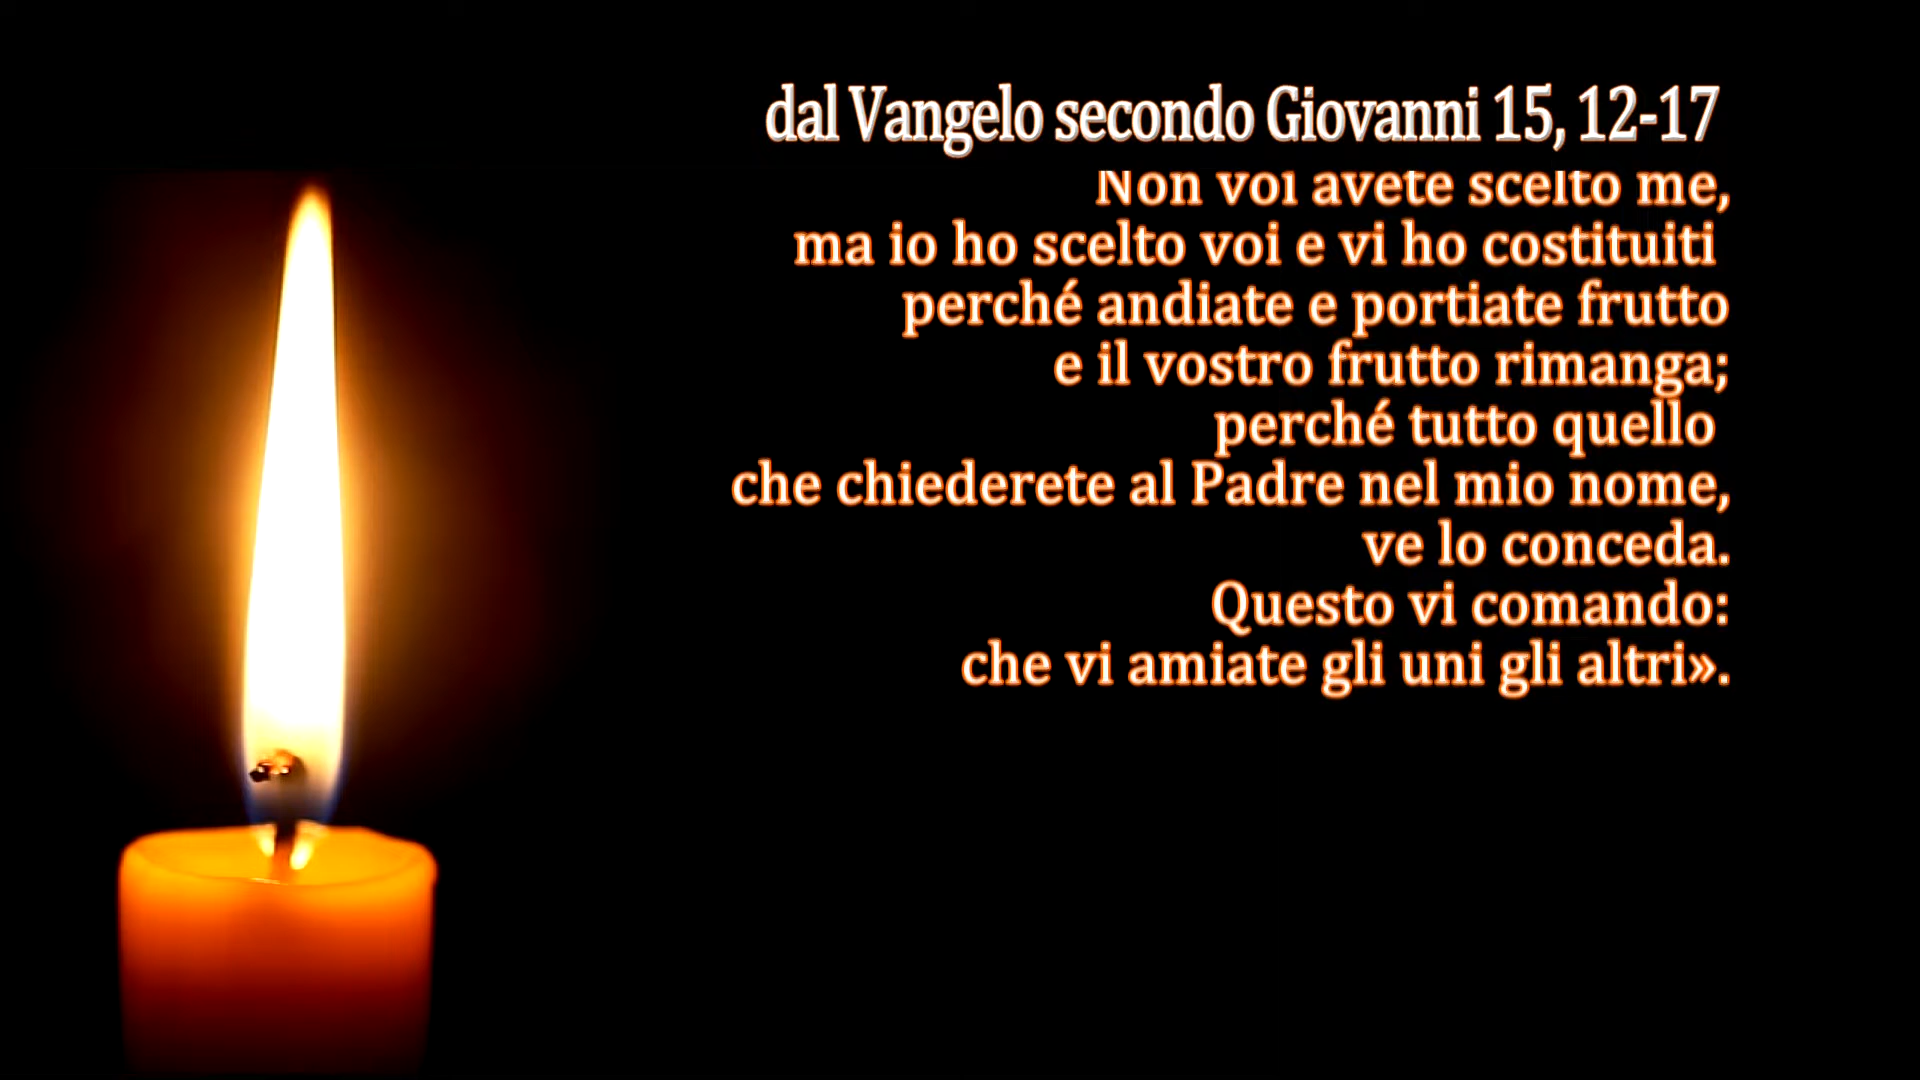 dal Vangelo secondo Giovanni 15, 12-17
Non voi avete scelto me,
ma io ho scelto voi e vi ho costituiti
perché andiate e portiate frutto
e il vostro frutto rimanga;
perché tutto quello
che chiederete al Padre nel mio nome,
ve lo conceda.
Questo vi comando:
che vi amiate gli uni gli altri».